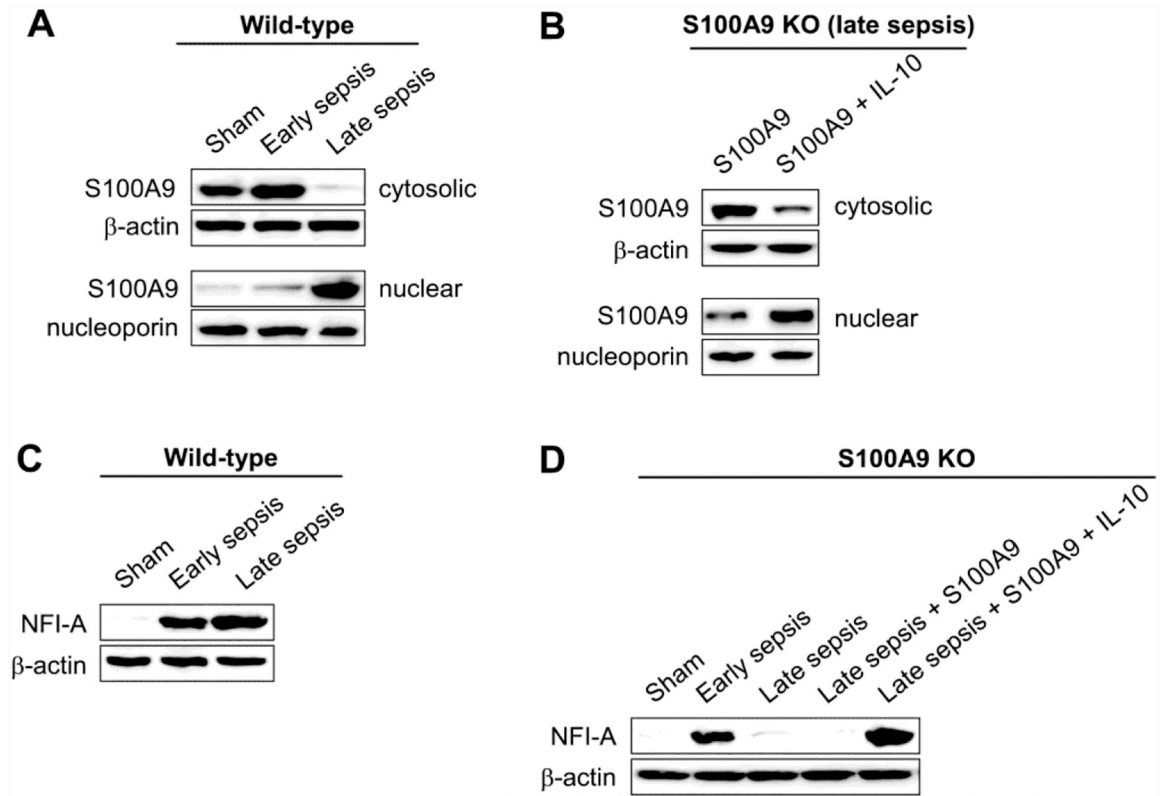 A
Wild-type
Sham
Early sepsis
Late sepsis
S100A9
cytosolic
β-actin
S100A9
nuclear
nucleoporin
B
S100A9 KO (late sepsis)
S100A9
S100A9 + IL-10
S100A9
cytosolic
β-actin
S100A9
nuclear
nucleoporin
C
Wild-type
Sham
Early sepsis
Late sepsis
NFI-A
β-actin
D
S100A9 KO
Sham
Early sepsis
Late sepsis
Late sepsis + S100A9
Late sepsis + S100A9 + IL-10
NFI-A
β-actin